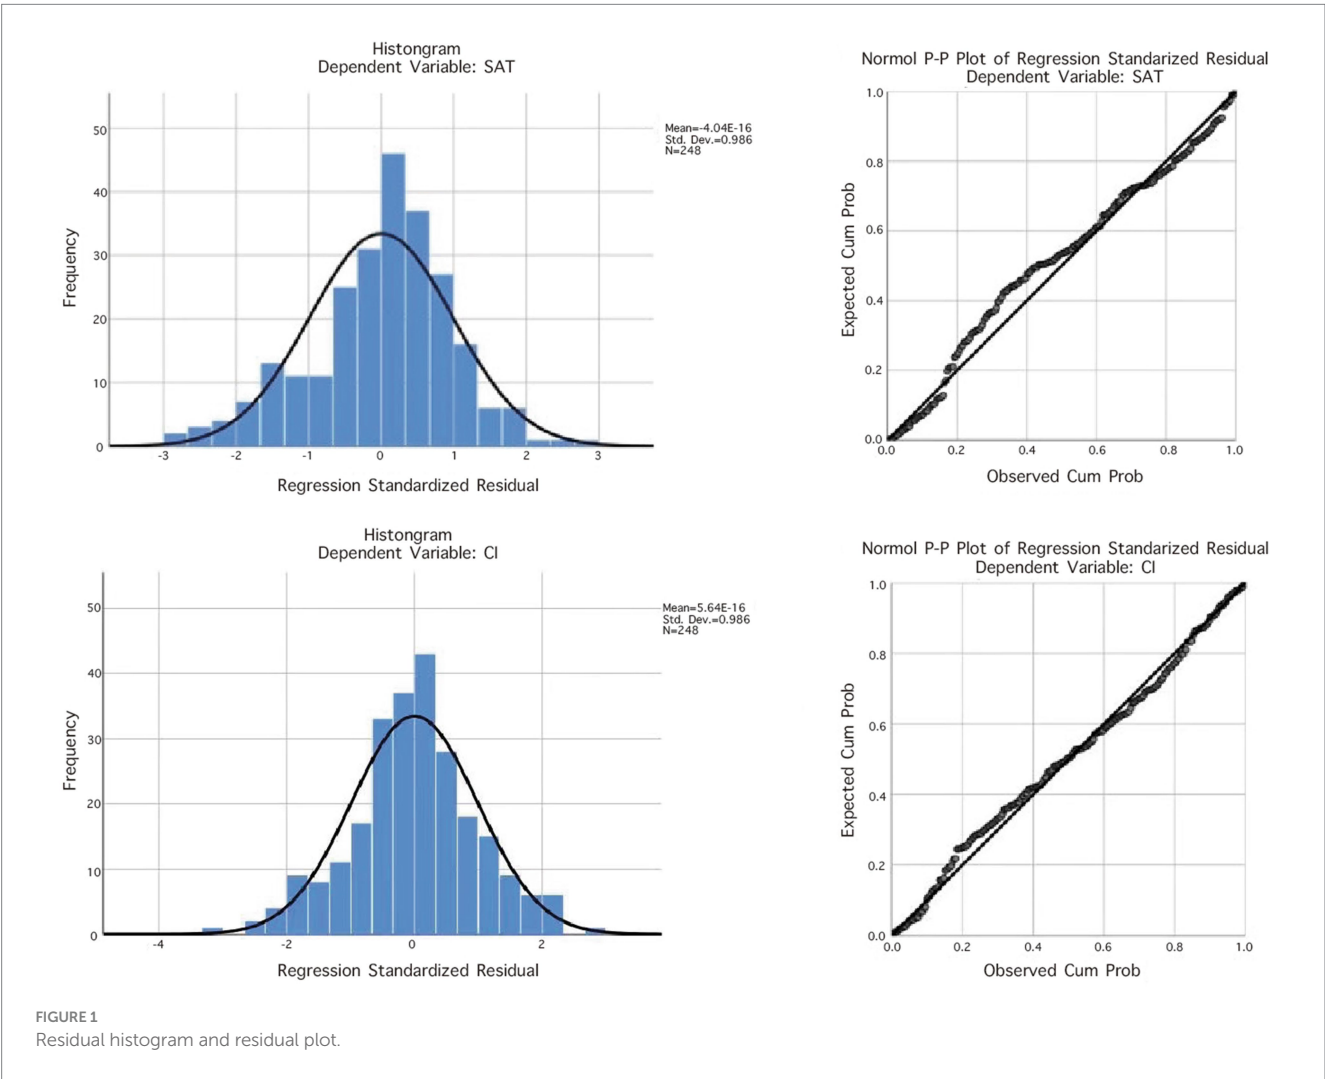 Histongram
Dependent Variable: SAT
Mean=-4.04E-16
Std. Dev.=0.986
N=248
Frequency
50
40
30
20
10
0
-3 -2 -1 0 1 2 3
Regression Standardized Residual
Normol P-P Plot of Regression Standarized Residual
Dependent Variable: SAT
Expected Cum Prob
1.0
0.8
0.6
0.4
0.2
0.0
0.0 0.2 0.4 0.6 0.8 1.0
Observed Cum Prob
Histongram
Dependent Variable: CI
Mean=5.64E-16
Std. Dev.=0.986
N=248
Frequency
50
40
30
20
10
0
-4 -2 0 2
Regression Standardized Residual
Normol P-P Plot of Regression Standarized Residual
Dependent Variable: CI
Expected Cum Prob
1.0
0.8
0.6
0.4
0.2
0.0
0.0 0.2 0.4 0.6 0.8 1.0
Observed Cum Prob
FIGURE 1
Residual histogram and residual plot.